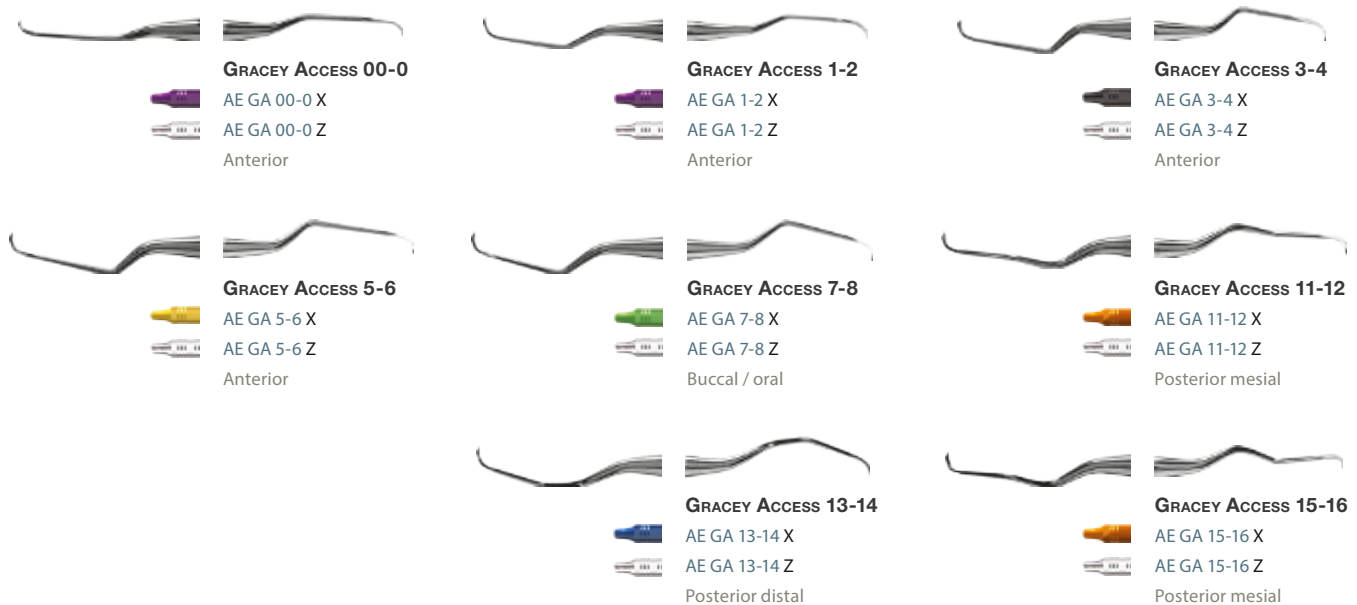 GRACEY ACCESS 00-0
AE GA 00-0 X
AE GA 00-0 Z
Anterior
GRACEY ACCESS 1-2
AE GA 1-2 X
AE GA 1-2 Z
Anterior
GRACEY ACCESS 3-4
AE GA 3-4 X
AE GA 3-4 Z
Anterior
GRACEY ACCESS 5-6
AE GA 5-6 X
AE GA 5-6 Z
Anterior
GRACEY ACCESS 7-8
AE GA 7-8 X
AE GA 7-8 Z
Buccal / oral
GRACEY ACCESS 11-12
AE GA 11-12 X
AE GA 11-12 Z
Posterior mesial
GRACEY ACCESS 13-14
AE GA 13-14 X
AE GA 13-14 Z
Posterior distal
GRACEY ACCESS 15-16
AE GA 15-16 X
AE GA 15-16 Z
Posterior mesial